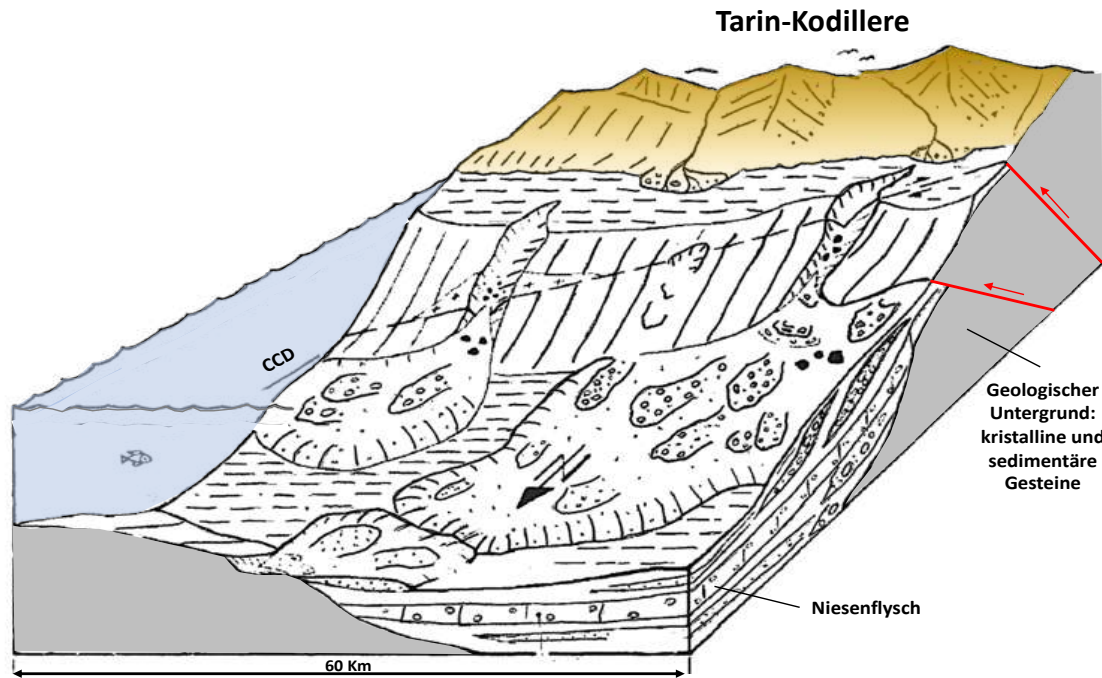 Tarin-Kodillere
CCD
Geologischer
Untergrund:
kristalline und
sedimentäre
Gesteine
Niesenflysch
60 Km